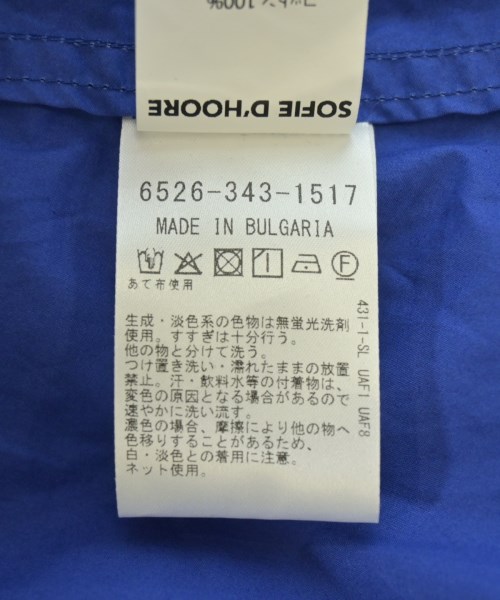 100%
SOFIE D'HOORE
6526-343-1517
MADE IN BULGARIA
あて布使用
生成・淡色系の色物は無蛍光洗剤
使用。すすぎは十分行う。
他の物と分けて洗う。
つけ置き洗い・濡れたままの放置
禁止。汗・飲料水等の付着物は、
変色の原因となる場合があるので
速やかに洗い流す。
濃色の場合、摩擦により他の物へ
色移りすることがあるため、
白・淡色との着用に注意。
ネット使用。
431-1-SL UAF1 UAF8